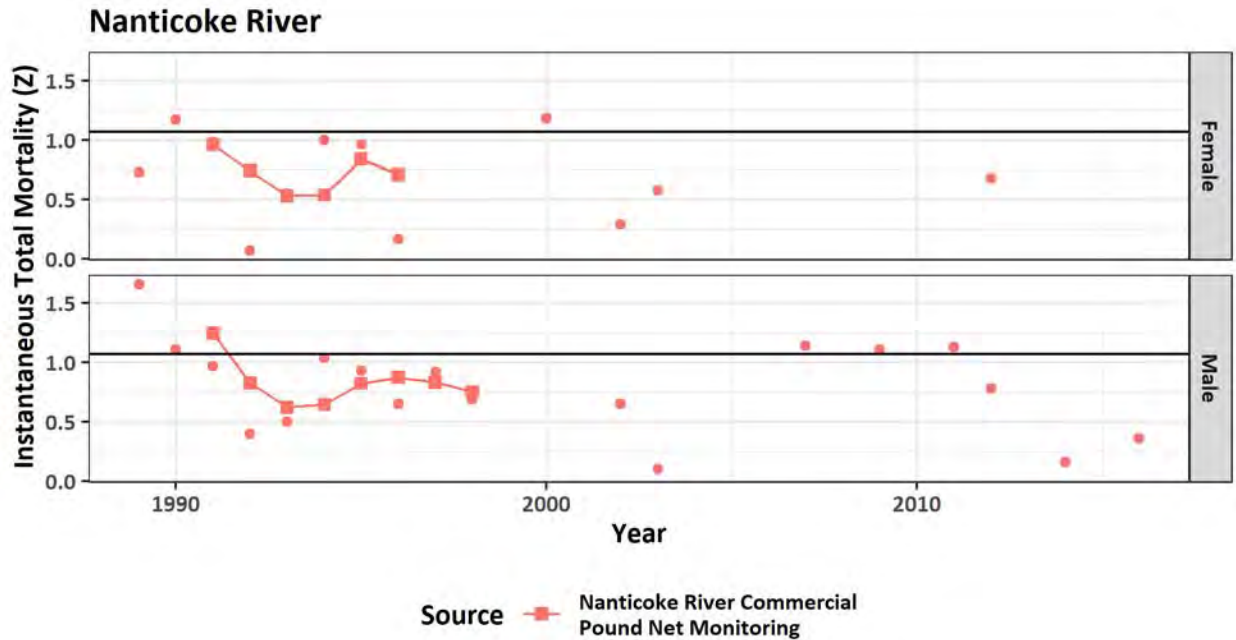 Nanticoke River
Instantaneous Total Mortality (Z)
1.5
1.0
0.5
0.0
Female
1.5
1.0
0.5
0.0
Male
1990
2000
2010
Year
Source
Nanticoke River Commercial
Pound Net Monitoring